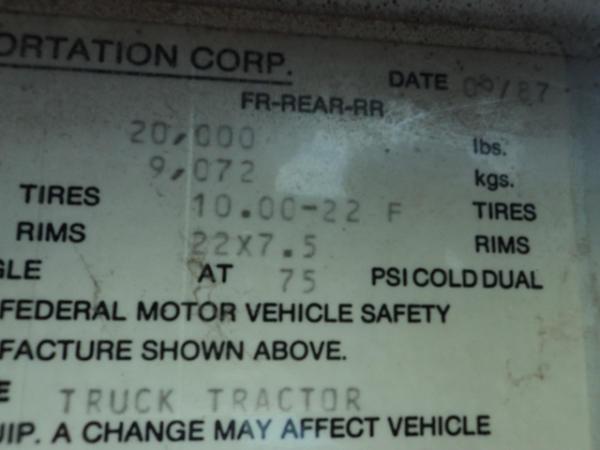 ORTATION CORP.
DATE 09/87
FR-REAR-RR
20,000 lbs.
9,072 kgs.
TIRES 10.00-22 F TIRES
RIMS 22X7.5 RIMS
GLE AT 75 PSI COLD DUAL
FEDERAL MOTOR VEHICLE SAFETY
FACTURE SHOWN ABOVE.
E TRUCK TRACTOR
UIP. A CHANGE MAY AFFECT VEHICLE